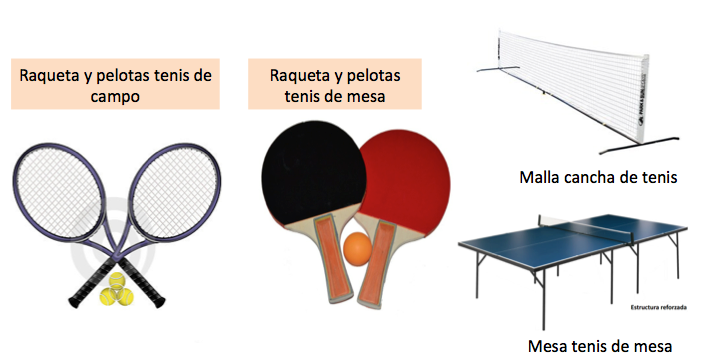 Raqueta y pelotas tenis de
campo
Raqueta y pelotas
tenis de mesa
Malla cancha de tenis
Estructura reforzada
Mesa tenis de mesa